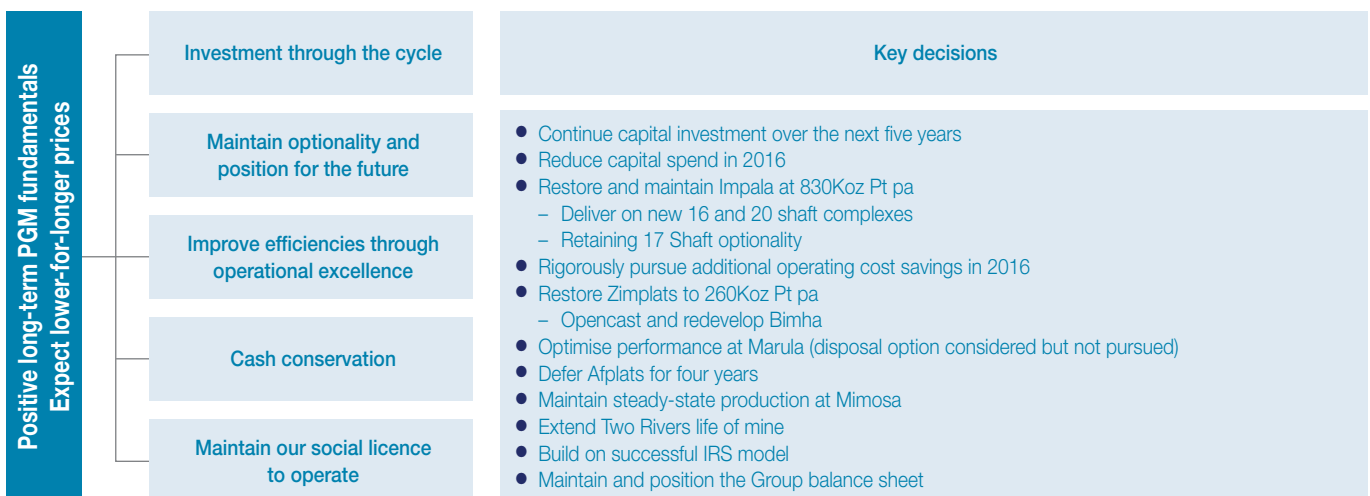 Positive long-term PGM fundamentals
Expect lower-for-longer prices
Investment through the cycle
Maintain optionality and
position for the future
Improve efficiencies through
operational excellence
Cash conservation
Maintain our social licence
to operate
Key decisions
● Continue capital investment over the next five years
● Reduce capital spend in 2016
● Restore and maintain Impala at 830Koz Pt pa
– Deliver on new 16 and 20 shaft complexes
– Retaining 17 Shaft optionality
● Rigorously pursue additional operating cost savings in 2016
● Restore Zimplats to 260Koz Pt pa
– Opencast and redevelop Bimha
● Optimise performance at Marula (disposal option considered but not pursued)
● Defer Afplats for four years
● Maintain steady-state production at Mimosa
● Extend Two Rivers life of mine
● Build on successful IRS model
● Maintain and position the Group balance sheet